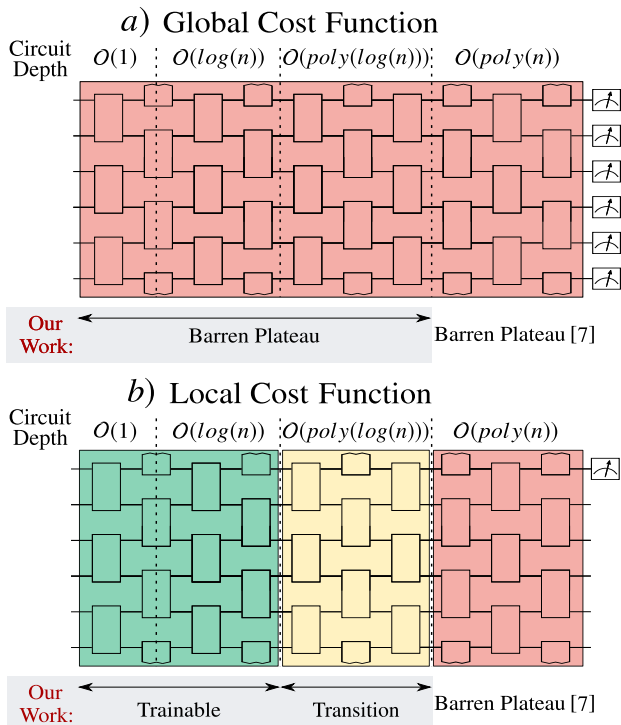 a) Global Cost Function
Circuit Depth
O(1) O(log(n)) O(poly(log(n))) O(poly(n))
Our Work:
Barren Plateau
Barren Plateau [7]
b) Local Cost Function
Circuit Depth
O(1) O(log(n)) O(poly(log(n))) O(poly(n))
Our Work:
Trainable
Transition
Barren Plateau [7]